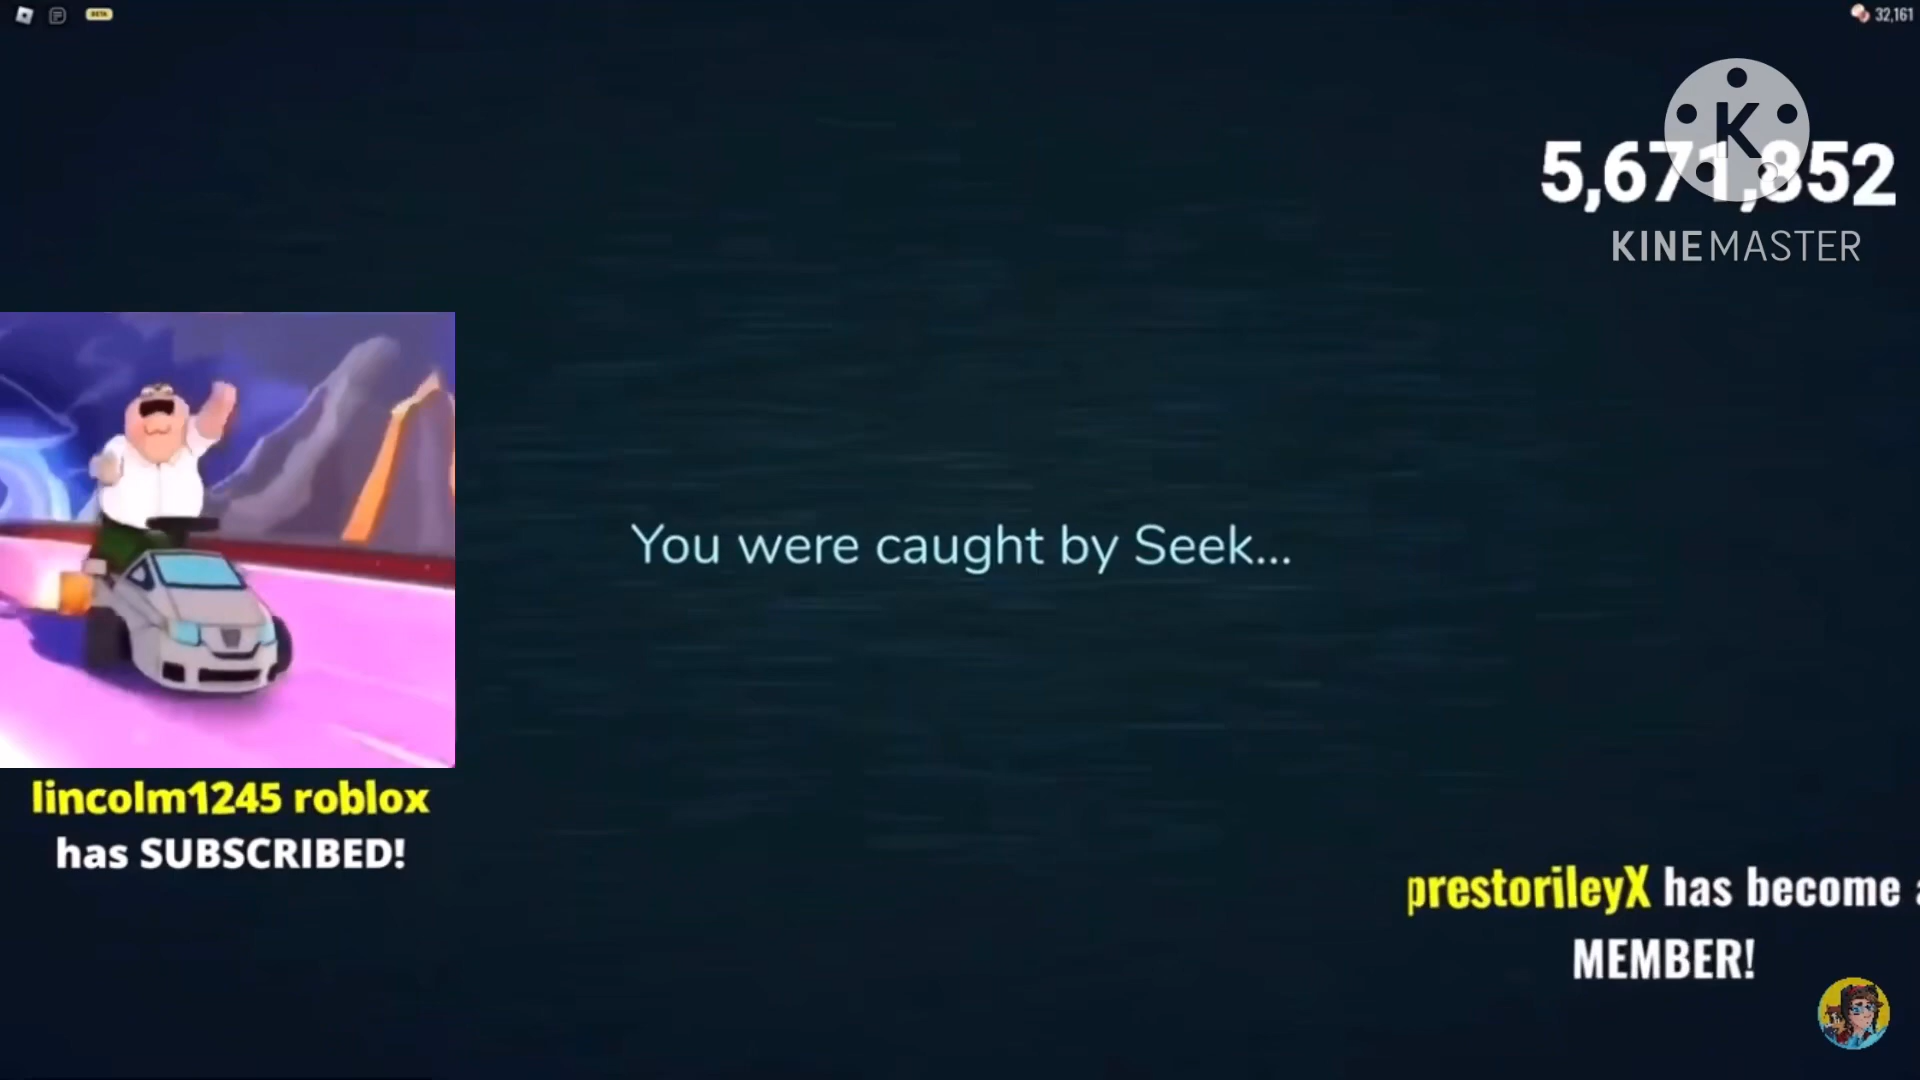 BETA
32,161
K
5,671,852
KINEMASTER
You were caught by Seek...
lincolm1245 roblox
has SUBSCRIBED!
prestorileyX has become a
MEMBER!